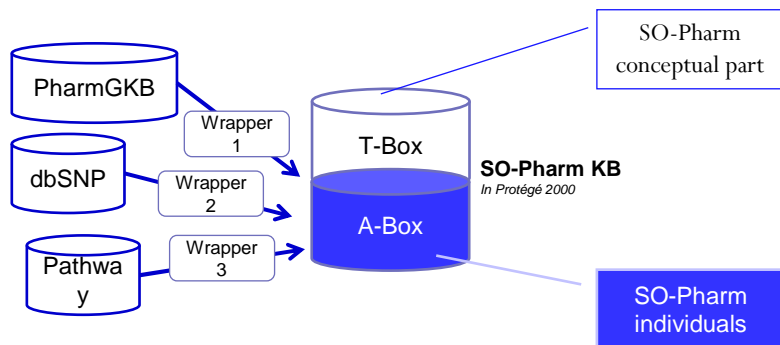 SO-Pharm
conceptual part
PharmGKB
Wrapper
1
T-Box
SO-Pharm KB
In Protégé 2000
dbSNP
Wrapper
2
A-Box
Wrapper
3
Pathwa
y
SO-Pharm
individuals